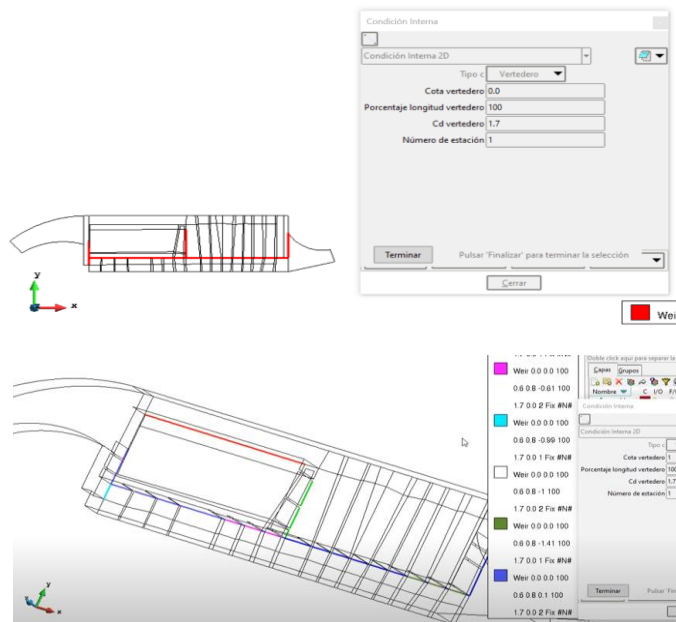 Condición Interna
Condición Interna 2D
Tipo c Vertedero
Cota vertedero 0.0
Porcentaje longitud vertedero 100
Cd vertedero 1.7
Número de estación 1
Terminar
Pulsar 'Finalizar' para terminar la selección
Cerrar
y
x
Weir
Weir 0.0 0.0 100
0.6 0.8 -0.61 100
1.7 0.0 2 Fix #N#
Weir 0.0 0.0 100
0.6 0.8 -0.99 100
1.7 0.0 1 Fix #N#
Weir 0.0 0.0 100
0.6 0.8 -1 100
1.7 0.0 2 Fix #N#
Weir 0.0 0.0 100
0.6 0.8 -1.41 100
1.7 0.0 1 Fix #N#
Weir 0.0 0.0 100
0.6 0.8 0.1 100
1.7 0.0 2 Fix #N#
Doble click aquí para separar la
Capas Grupos
Nombre C I/O
Condición Interna
Condición Interna 2D
Tipo c
Cota vertedero 1
Porcentaje longitud vertedero 100
Cd vertedero 1.7
Número de estación 1
Terminar
Pulsar
y
x